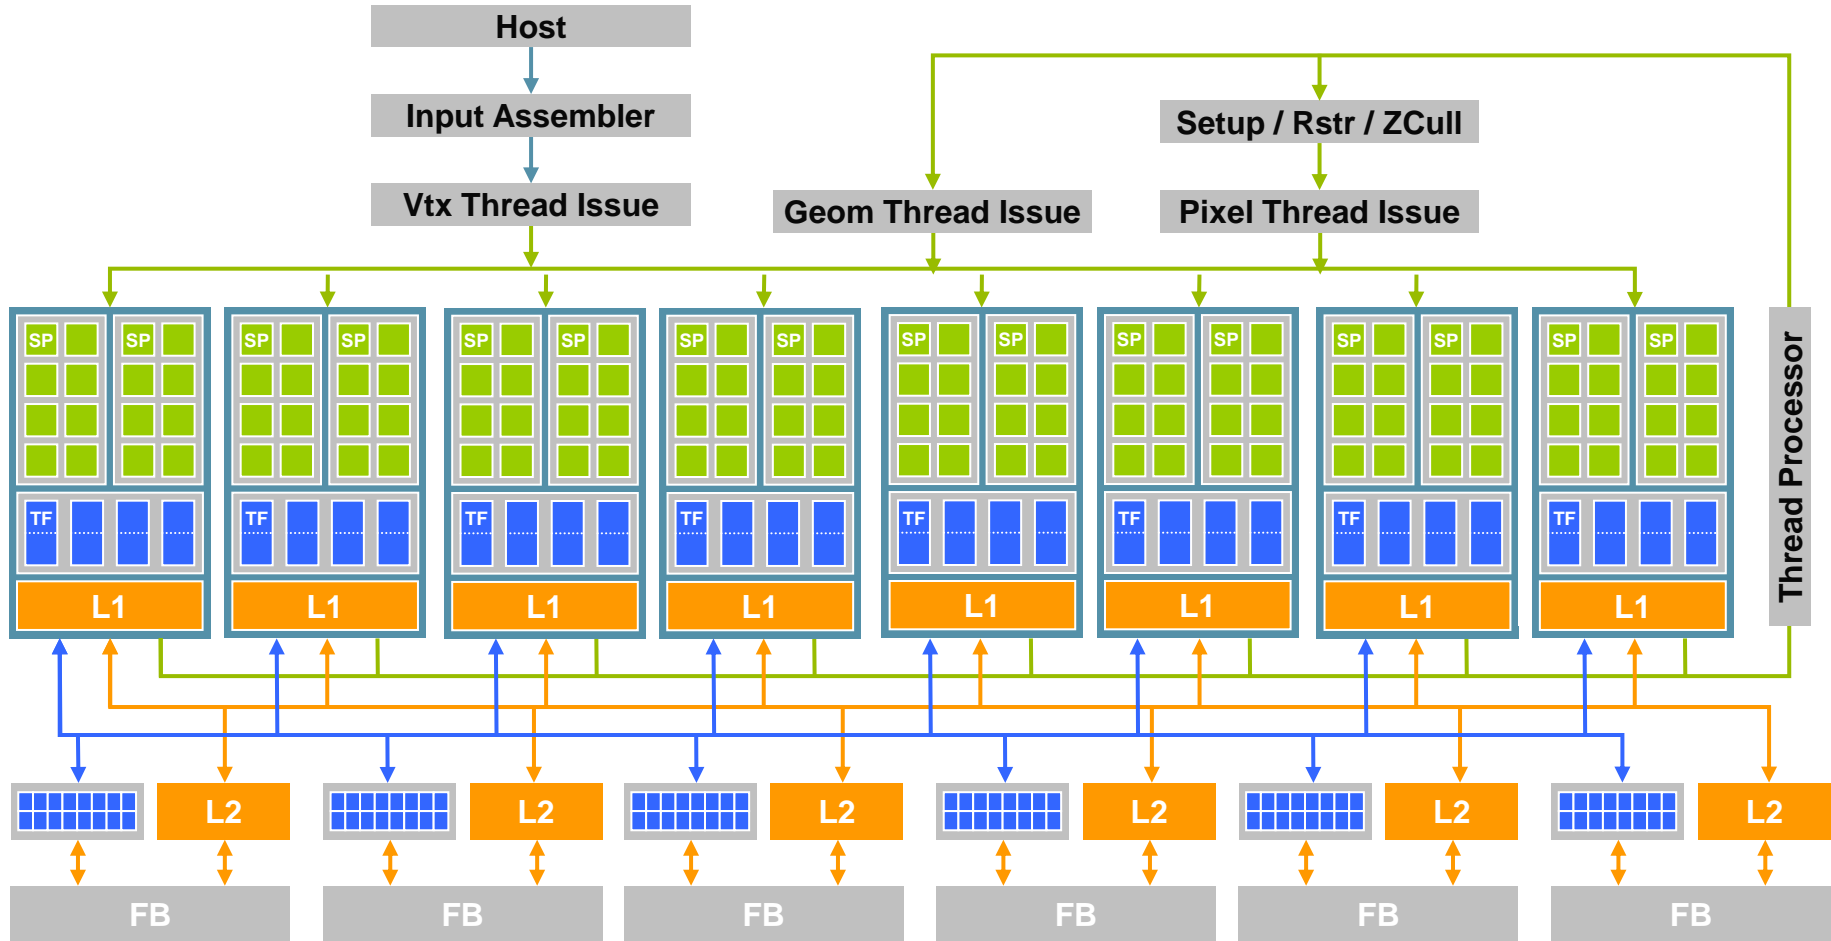 Host
Input Assembler
Setup / Rstr / ZCull
Vtx Thread Issue
Geom Thread Issue
Pixel Thread Issue
SP SP SP SP SP SP SP SP SP SP SP SP SP SP SP SP
Thread Processor
TF TF TF TF TF TF TF TF
L1 L1 L1 L1 L1 L1 L1 L1
L2 L2 L2 L2 L2 L2
FB FB FB FB FB FB